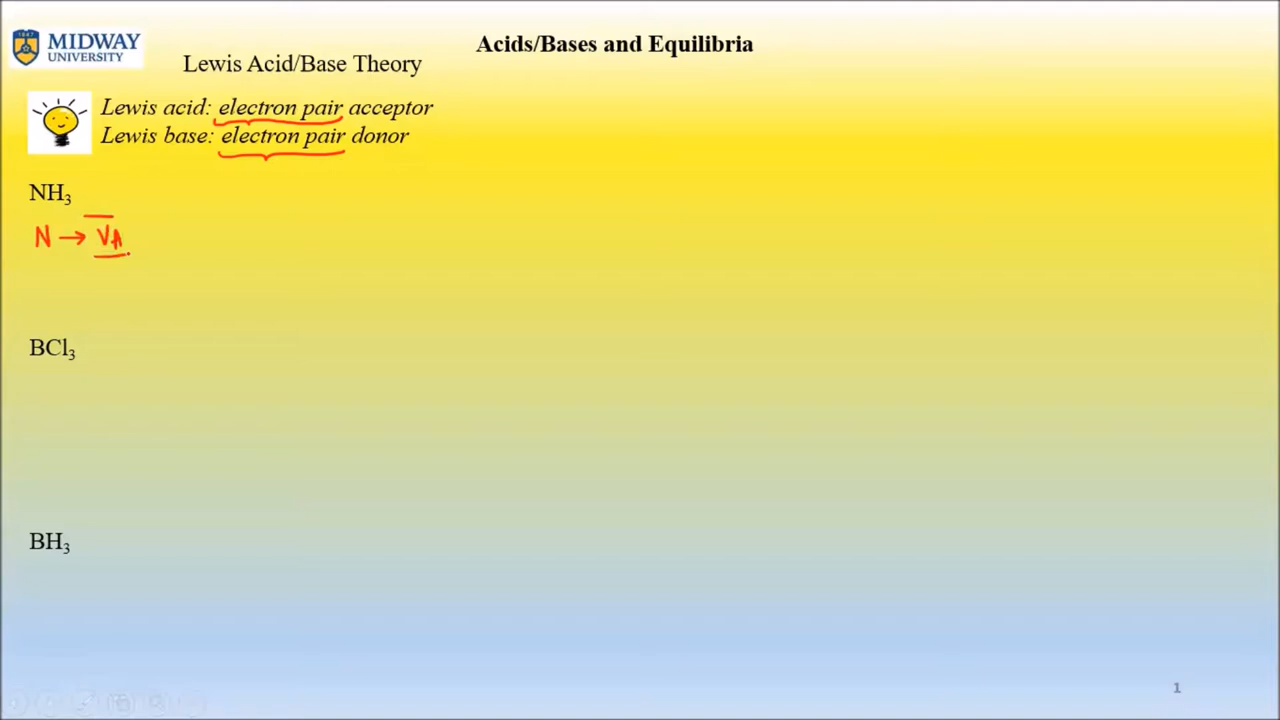 MIDWAY
UNIVERSITY
Acids/Bases and Equilibria
Lewis Acid/Base Theory
Lewis acid: electron pair acceptor
Lewis base: electron pair donor
NH₃
N → VA
BCl₃
BH₃
1